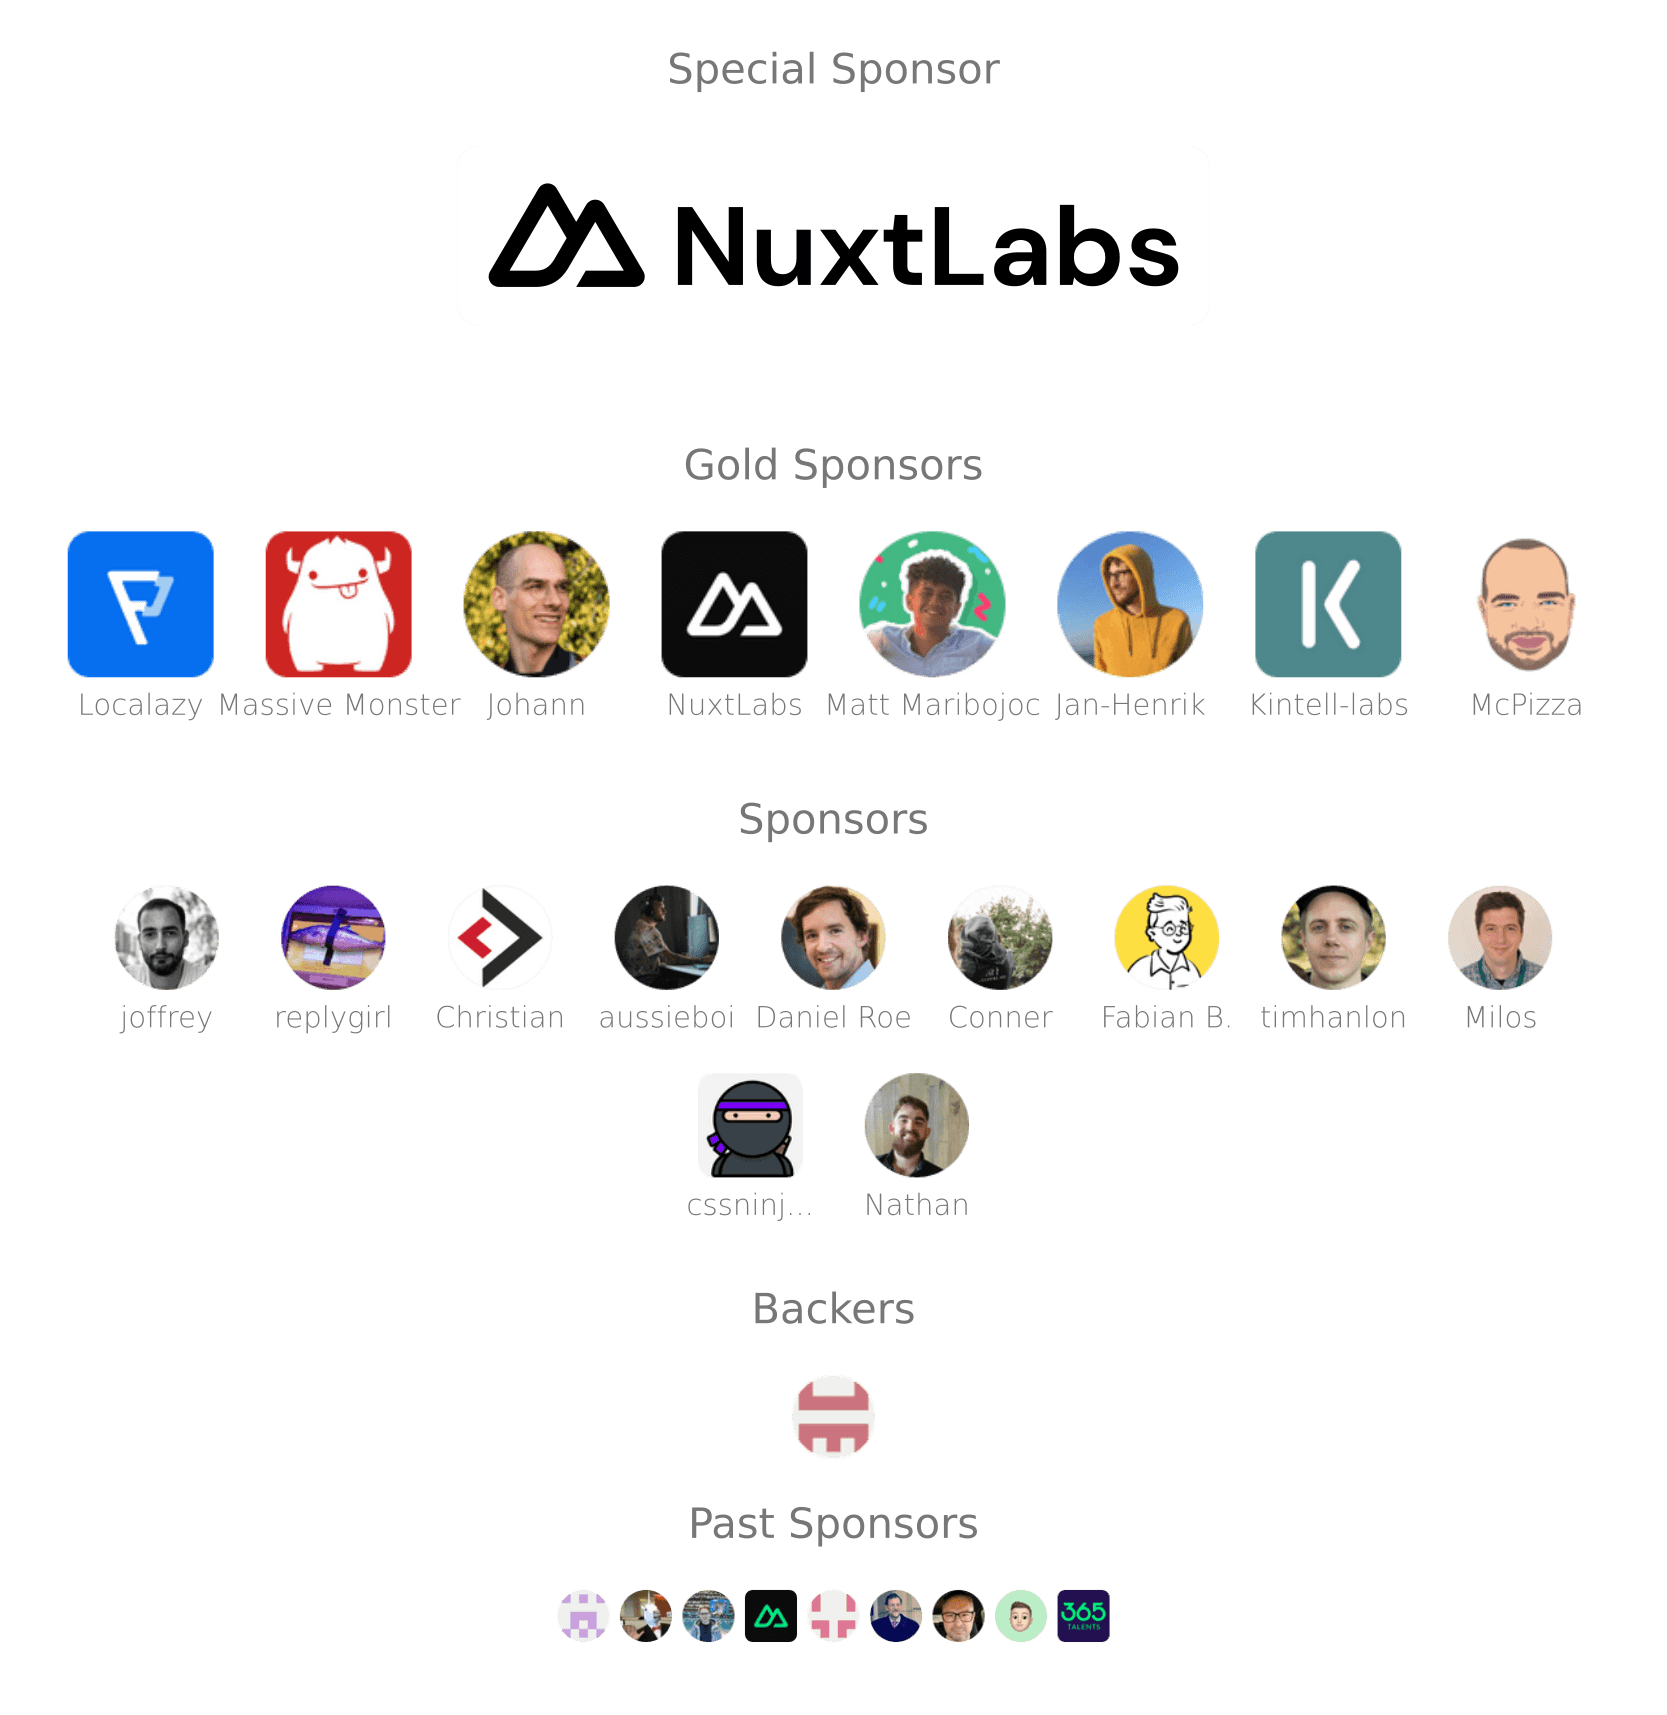 Special Sponsor
NuxtLabs
Gold Sponsors
Localazy Massive Monster Johann NuxtLabs Matt Maribojoc Jan-Henrik Kintell-labs McPizza
Sponsors
joffrey replygirl Christian aussieboi Daniel Roe Conner Fabian B. timhanlon Milos
cssninj... Nathan
Backers
Past Sponsors
365
TALENTS